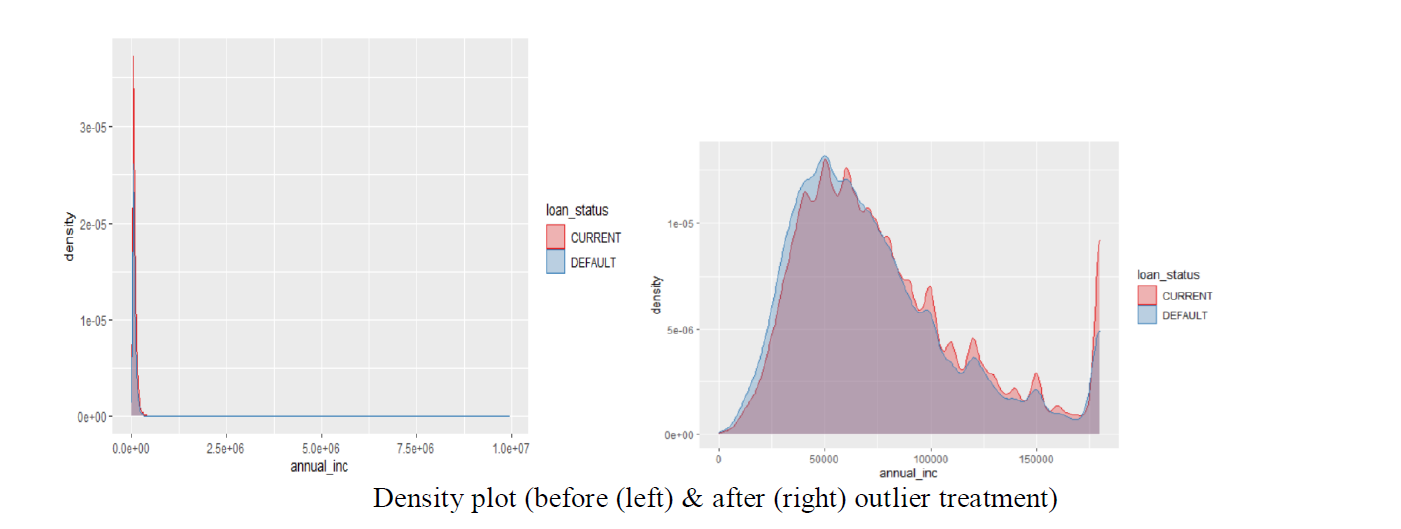 3e-05
2e-05
1e-05
0e+00
density
0.0e+00 2.5e+06 5.0e+06 7.5e+06 1.0e+07
annual_inc
loan_status
CURRENT
DEFAULT
1e-05
5e-06
0e+00
density
0 50000 100000 150000
annual_inc
loan_status
CURRENT
DEFAULT
Density plot (before (left) & after (right) outlier treatment)